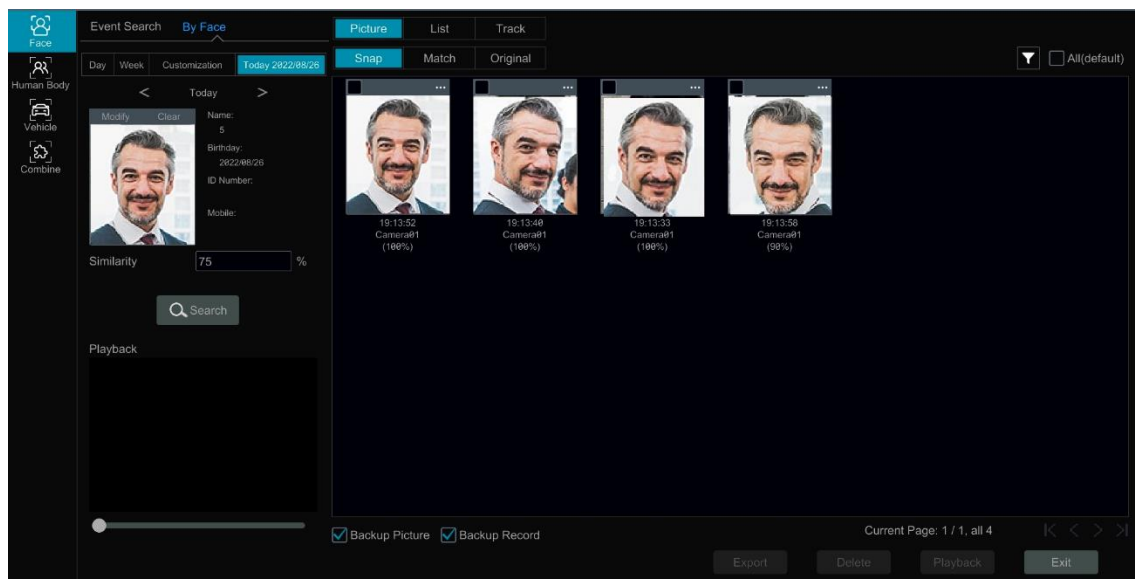 Face
Human Body
Vehicle
Combine
Event Search By Face
Day Week Customization Today 2022/08/26
< Today >
Modify Clear
Name:
5
Birthday:
2022/08/26
ID Number:
Mobile:
Similarity 75 %
Search
Playback
Picture List Track
Snap Match Original
All(default)
19:13:52
Camera01
(100%)
19:13:40
Camera01
(100%)
19:13:33
Camera01
(100%)
19:13:58
Camera01
(90%)
Backup Picture Backup Record
Current Page: 1 / 1, all 4
Export Delete Playback Exit